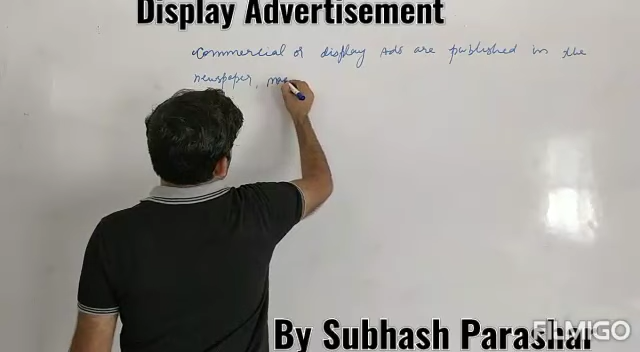 Display Advertisement
Commercial or display Ads are published in the
newspaper,
By Subhash Parashar
FILMIGO